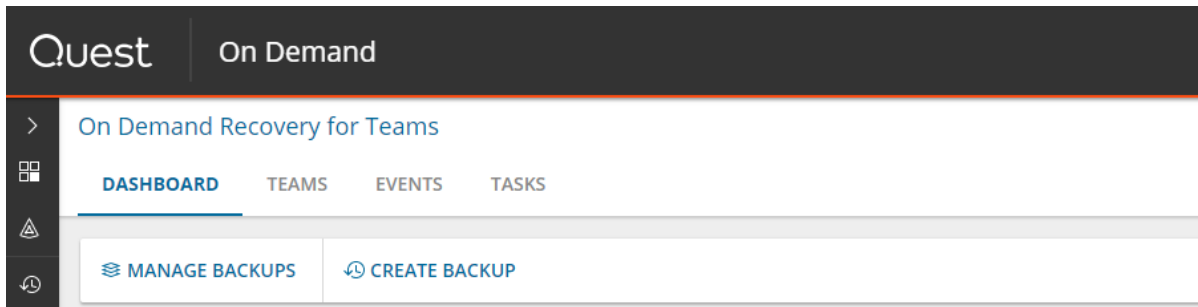 Quest On Demand
On Demand Recovery for Teams
DASHBOARD TEAMS EVENTS TASKS
MANAGE BACKUPS CREATE BACKUP